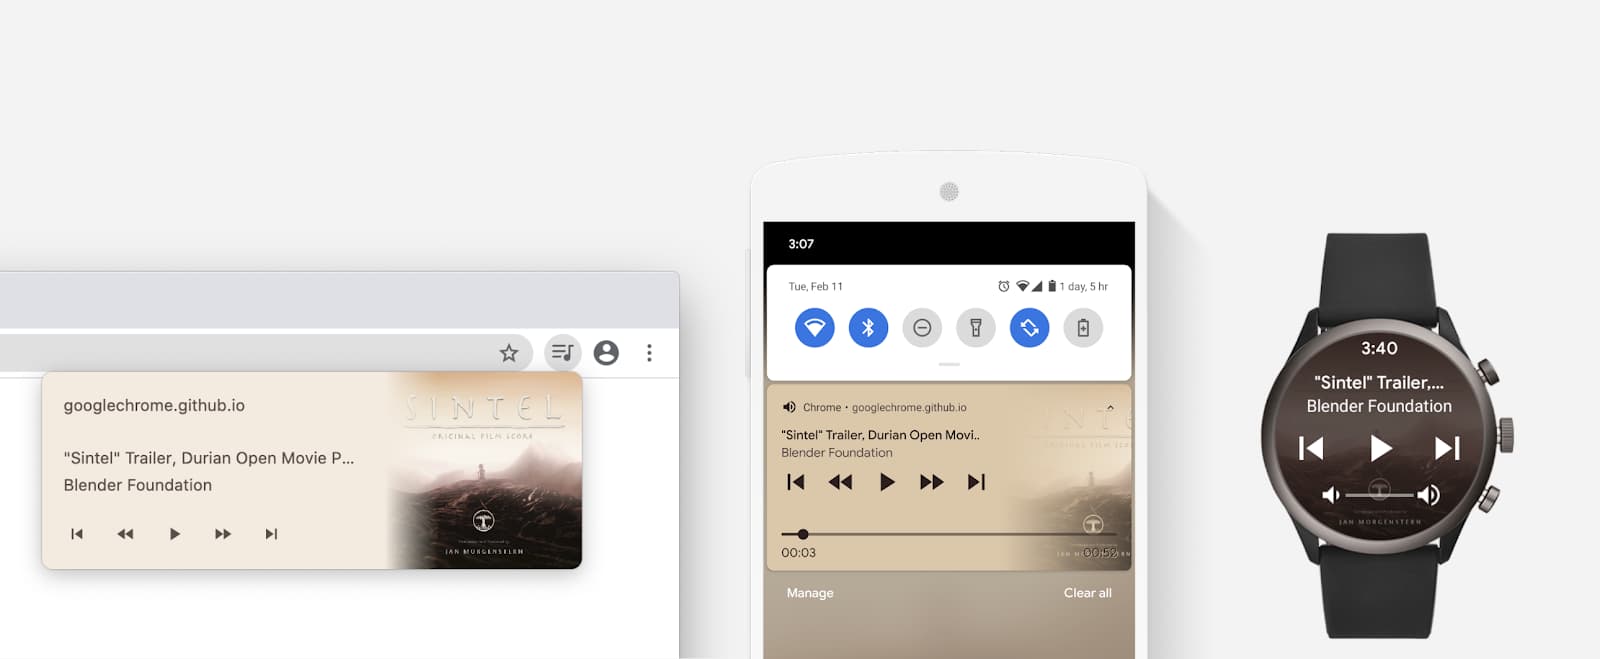 googlechrome.github.io
"Sintel" Trailer, Durian Open Movie P...
Blender Foundation
SINTEL
ORIGINAL FILM SCORE
JAN MORGENSTERN
3:07
Tue, Feb 11
1 day, 5 hr
Chrome • googlechrome.github.io
"Sintel" Trailer, Durian Open Movi..
Blender Foundation
00:03
00:52
Manage
Clear all
3:40
"Sintel" Trailer,...
Blender Foundation
JAN MORGENSTERN